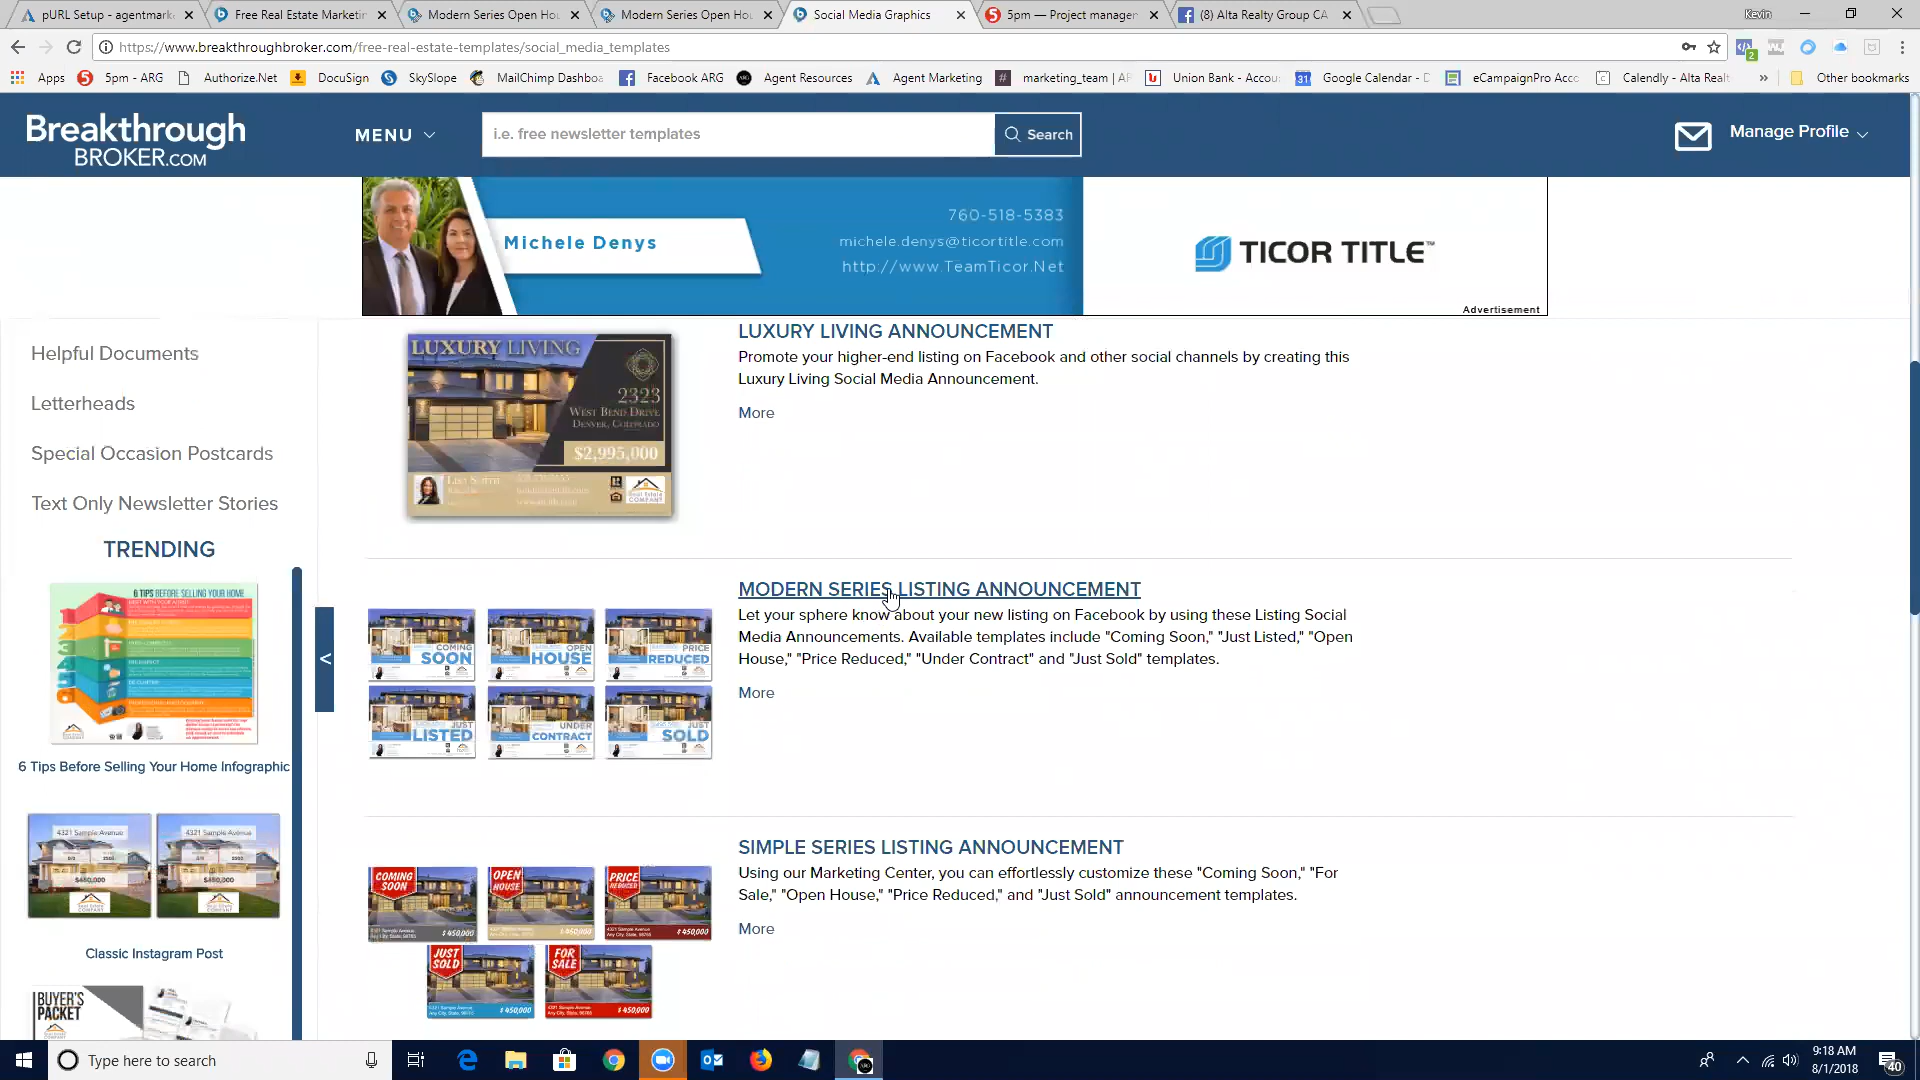 pURL Setup - agentmark
Free Real Estate Marketin
Modern Series Open Hou
Modern Series Open Hou
Social Media Graphics
5pm — Project manager
(8) Alta Realty Group CA
Kevin
https://www.breakthroughbroker.com/free-real-estate-templates/social_media_templates
Apps
5pm - ARG
Authorize.Net
DocuSign
SkySlope
MailChimp Dashboa
Facebook ARG
Agent Resources
Agent Marketing
marketing_team | AR
Union Bank - Accou
Google Calendar - D
eCampaignPro Acco
Calendly - Alta Realt
Other bookmarks
Breakthrough
BROKER.COM
MENU
i.e. free newsletter templates
Search
Manage Profile
Michele Denys
760-518-5383
michele.denys@ticortitle.com
http://www.TeamTicor.Net
TICOR TITLE™
Advertisement
Helpful Documents
Letterheads
Special Occasion Postcards
Text Only Newsletter Stories
TRENDING
6 TIPS BEFORE SELLING YOUR HOME
6 Tips Before Selling Your Home Infographic
4321 Sample Avenue
$450,000
4321 Sample Avenue
$450,000
Classic Instagram Post
BUYER'S
PACKET
LUXURY LIVING
2323
WEST BEND DRIVE
DENVER, COLORADO
$2,995,000
LUXURY LIVING ANNOUNCEMENT
Promote your higher-end listing on Facebook and other social channels by creating this
Luxury Living Social Media Announcement.
More
COMING
SOON
OPEN
HOUSE
PRICE
REDUCED
JUST
LISTED
UNDER
CONTRACT
JUST
SOLD
MODERN SERIES LISTING ANNOUNCEMENT
Let your sphere know about your new listing on Facebook by using these Listing Social
Media Announcements. Available templates include "Coming Soon," "Just Listed," "Open
House," "Price Reduced," "Under Contract" and "Just Sold" templates.
More
COMING
SOON
$450,000
OPEN
HOUSE
$450,000
PRICE
REDUCED
$450,000
JUST
SOLD
$450,000
FOR
SALE
$450,000
SIMPLE SERIES LISTING ANNOUNCEMENT
Using our Marketing Center, you can effortlessly customize these "Coming Soon," "For
Sale," "Open House," "Price Reduced," and "Just Sold" announcement templates.
More
Type here to search
9:18 AM
8/1/2018
40